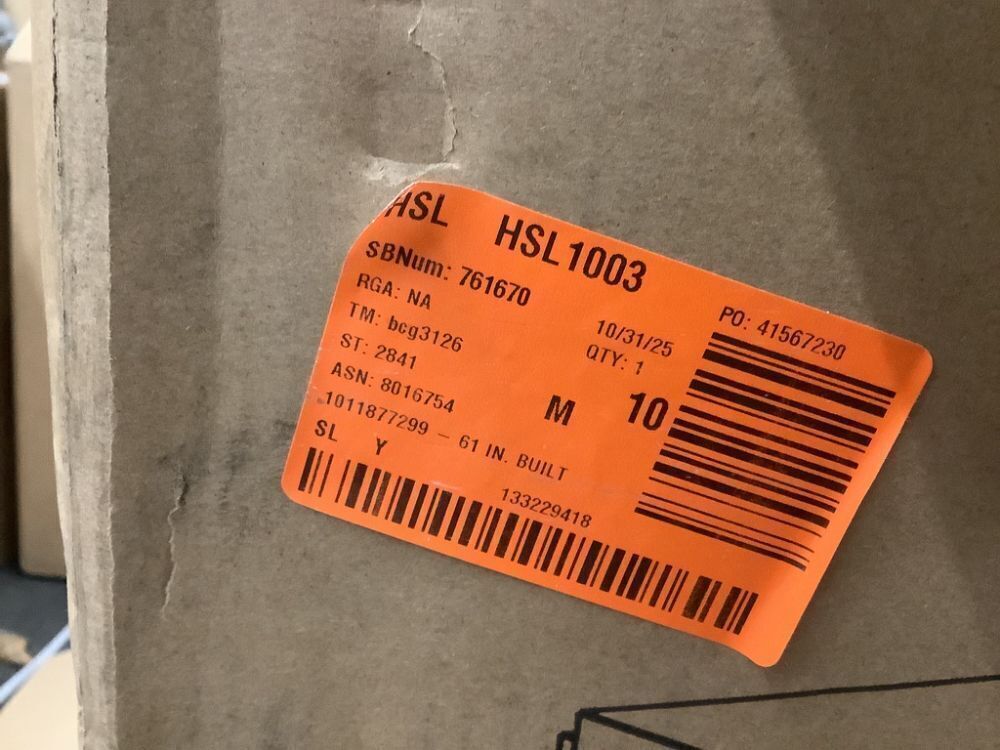 HSL HSL1003
SBNum: 761670
RGA: NA
TM: bcg3126
ST: 2841
ASN: 8016754
1011877299 – 61 IN. BUILT
SL Y
10/31/25
QTY: 1
M 10
PO: 41567230
133229418